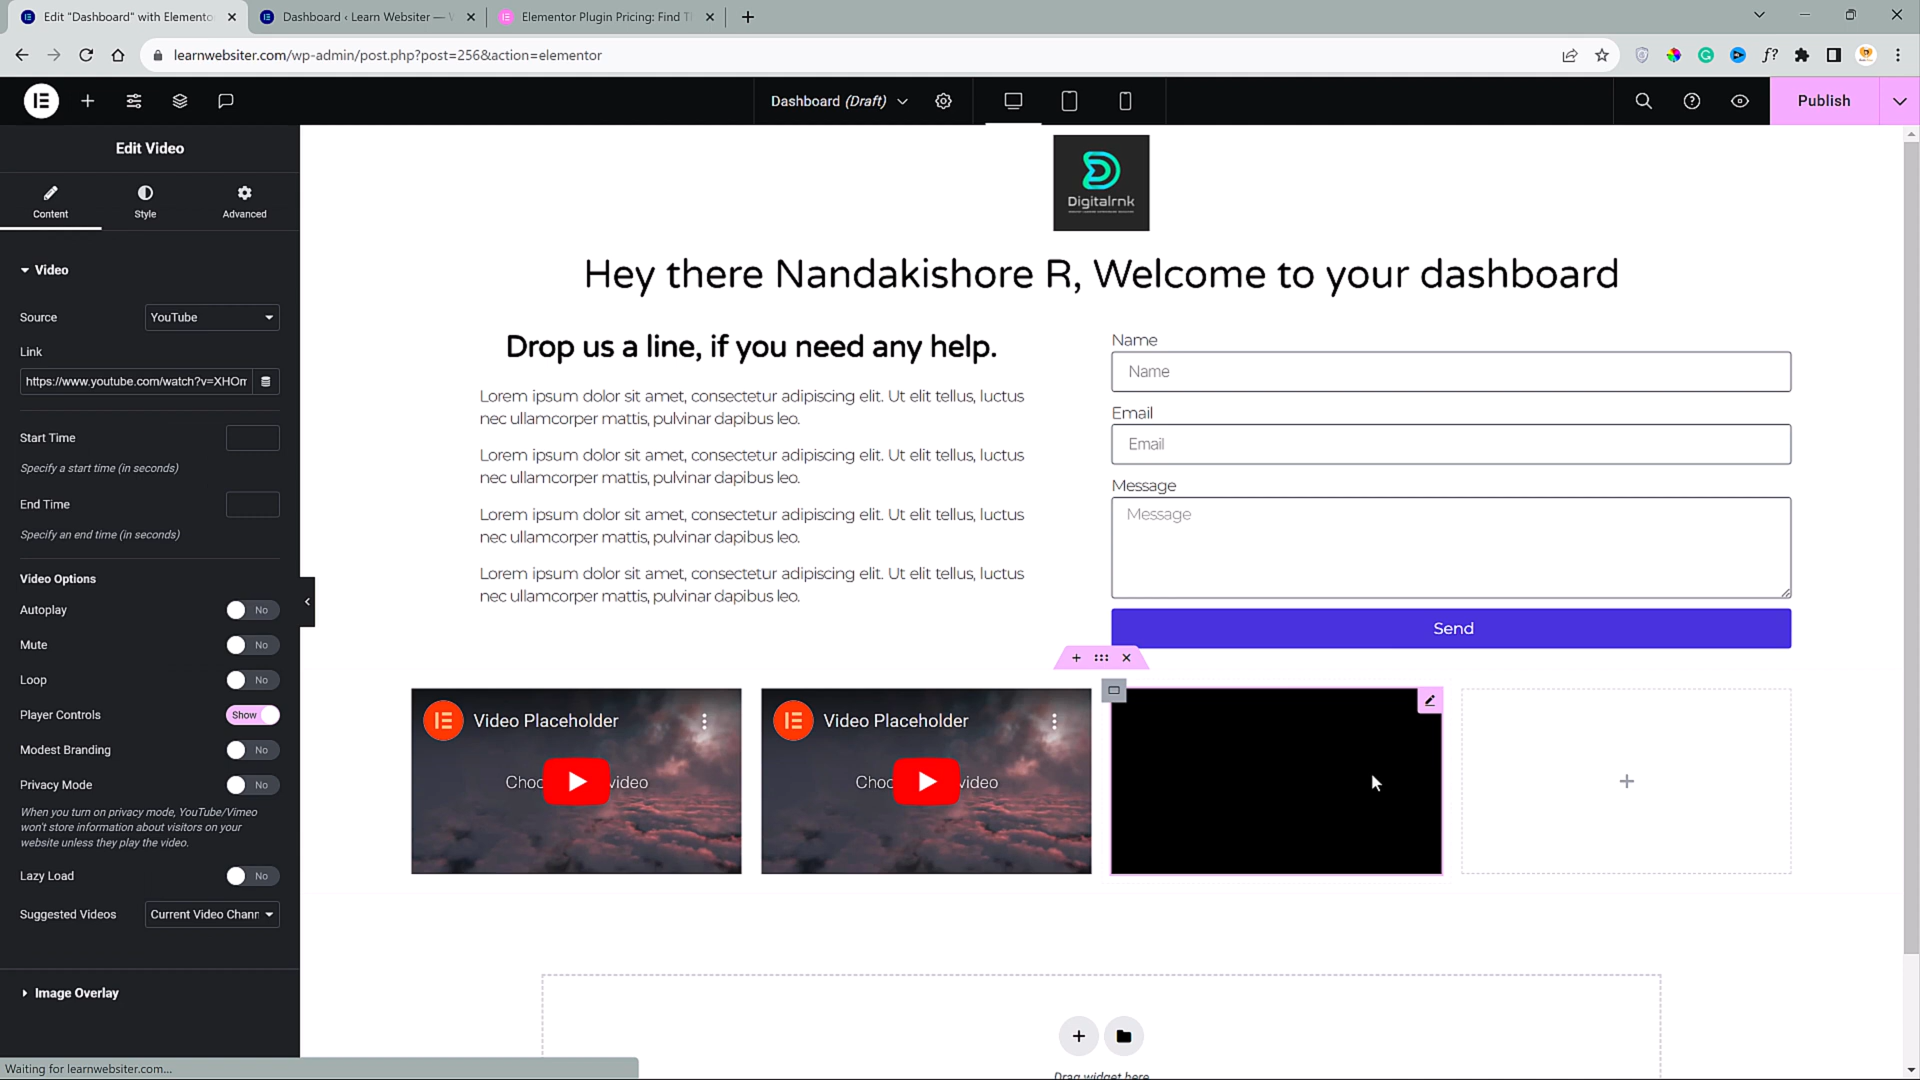 Edit "Dashboard" with Elemento
Dashboard ‹ Learn Websiter —
Elementor Plugin Pricing: Find T
learnwebsiter.com/wp-admin/post.php?post=256&action=elementor
f?
Dashboard (Draft)
Publish
Edit Video
Content
Style
Advanced
Video
Source
YouTube
Link
https://www.youtube.com/watch?v=XHOm
Start Time
Specify a start time (in seconds)
End Time
Specify an end time (in seconds)
Video Options
Autoplay
No
Mute
No
Loop
No
Player Controls
Show
Modest Branding
No
Privacy Mode
No
When you turn on privacy mode, YouTube/Vimeo
won't store information about visitors on your
website unless they play the video.
Lazy Load
No
Suggested Videos
Current Video Chann
Image Overlay
Waiting for learnwebsiter.com...
Digitalrnk
Hey there Nandakishore R, Welcome to your dashboard
Drop us a line, if you need any help.
Lorem ipsum dolor sit amet, consectetur adipiscing elit. Ut elit tellus, luctus
nec ullamcorper mattis, pulvinar dapibus leo.
Lorem ipsum dolor sit amet, consectetur adipiscing elit. Ut elit tellus, luctus
nec ullamcorper mattis, pulvinar dapibus leo.
Lorem ipsum dolor sit amet, consectetur adipiscing elit. Ut elit tellus, luctus
nec ullamcorper mattis, pulvinar dapibus leo.
Lorem ipsum dolor sit amet, consectetur adipiscing elit. Ut elit tellus, luctus
nec ullamcorper mattis, pulvinar dapibus leo.
Name
Name
Email
Email
Message
Message
Send
Video Placeholder
Choo video
Video Placeholder
Choo video
Drag widget here